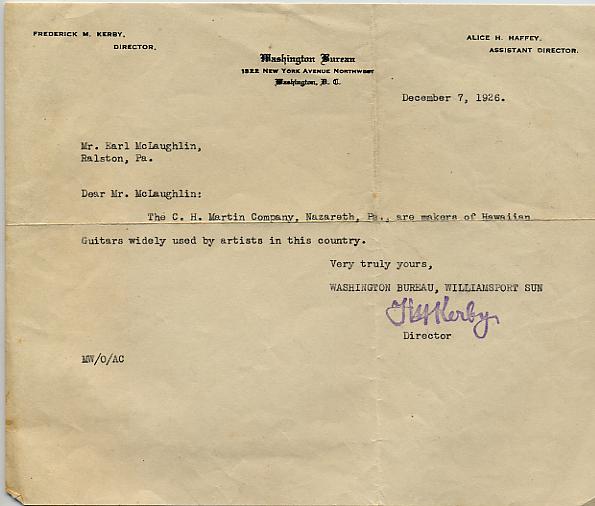 FREDERICK M. KERBY,
DIRECTOR.
ALICE H. HAFFEY,
ASSISTANT DIRECTOR.
Washington Bureau
1322 NEW YORK AVENUE NORTHWEST
Washington, D. C.
December 7, 1926.
Mr. Earl McLaughlin,
Ralston, Pa.
Dear Mr. McLaughlin:
The C. H. Martin Company, Nazareth, Pa., are makers of Hawaiian
Guitars widely used by artists in this country.
Very truly yours,
WASHINGTON BUREAU, WILLIAMSPORT SUN
FMKerby
Director
MW/O/AC